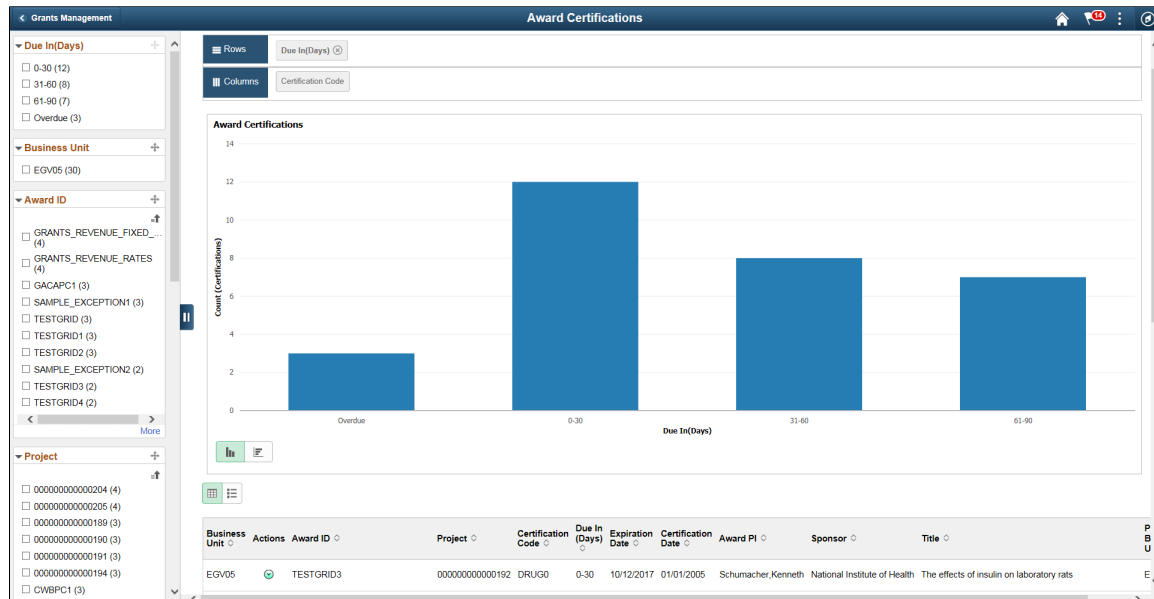 Grants Management
Award Certifications
14
Due In(Days)
0-30 (12)
31-60 (8)
61-90 (7)
Overdue (3)
Business Unit
EGV05 (30)
Award ID
GRANTS_REVENUE_FIXED_...
(4)
GRANTS_REVENUE_RATES
(4)
GACAPC1 (3)
SAMPLE_EXCEPTION1 (3)
TESTGRID (3)
TESTGRID1 (3)
TESTGRID2 (3)
SAMPLE_EXCEPTION2 (2)
TESTGRID3 (2)
TESTGRID4 (2)
More
Project
000000000000204 (4)
000000000000205 (4)
000000000000189 (3)
000000000000190 (3)
000000000000191 (3)
000000000000194 (3)
CWBPC1 (3)
Rows
Due In(Days)
Columns
Certification Code
Award Certifications
14
12
10
8
6
4
2
0
Count (Certifications)
Overdue
0-30
31-60
61-90
Due In(Days)
Business Unit Actions Award ID Project Certification Code Due In (Days) Expiration Date Certification Date Award PI Sponsor Title P B U
EGV05 TESTGRID3 000000000000192 DRUG0 0-30 10/12/2017 01/01/2005 Schumacher,Kenneth National Institute of Health The effects of insulin on laboratory rats E